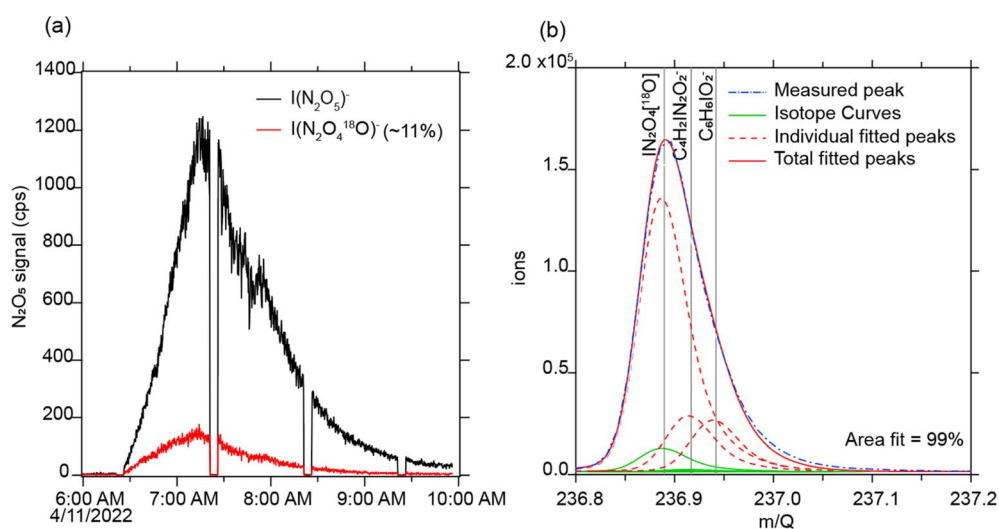 (a)
1400
1200
1000
800
600
400
200
0
N₂O₅ signal (cps)
I(N₂O₅)⁻
I(N₂O₄¹⁸O)⁻ (~11%)
6:00 AM 7:00 AM 8:00 AM 9:00 AM 10:00 AM
4/11/2022
(b)
2.0 x10⁵
1.5
1.0
0.5
0.0
ions
IN₂O₄[¹⁸O]
C₄H₂IN₂O₂⁻
C₆H₆IO₂⁻
Measured peak
Isotope Curves
Individual fitted peaks
Total fitted peaks
Area fit = 99%
236.8 236.9 237.0 237.1 237.2
m/Q